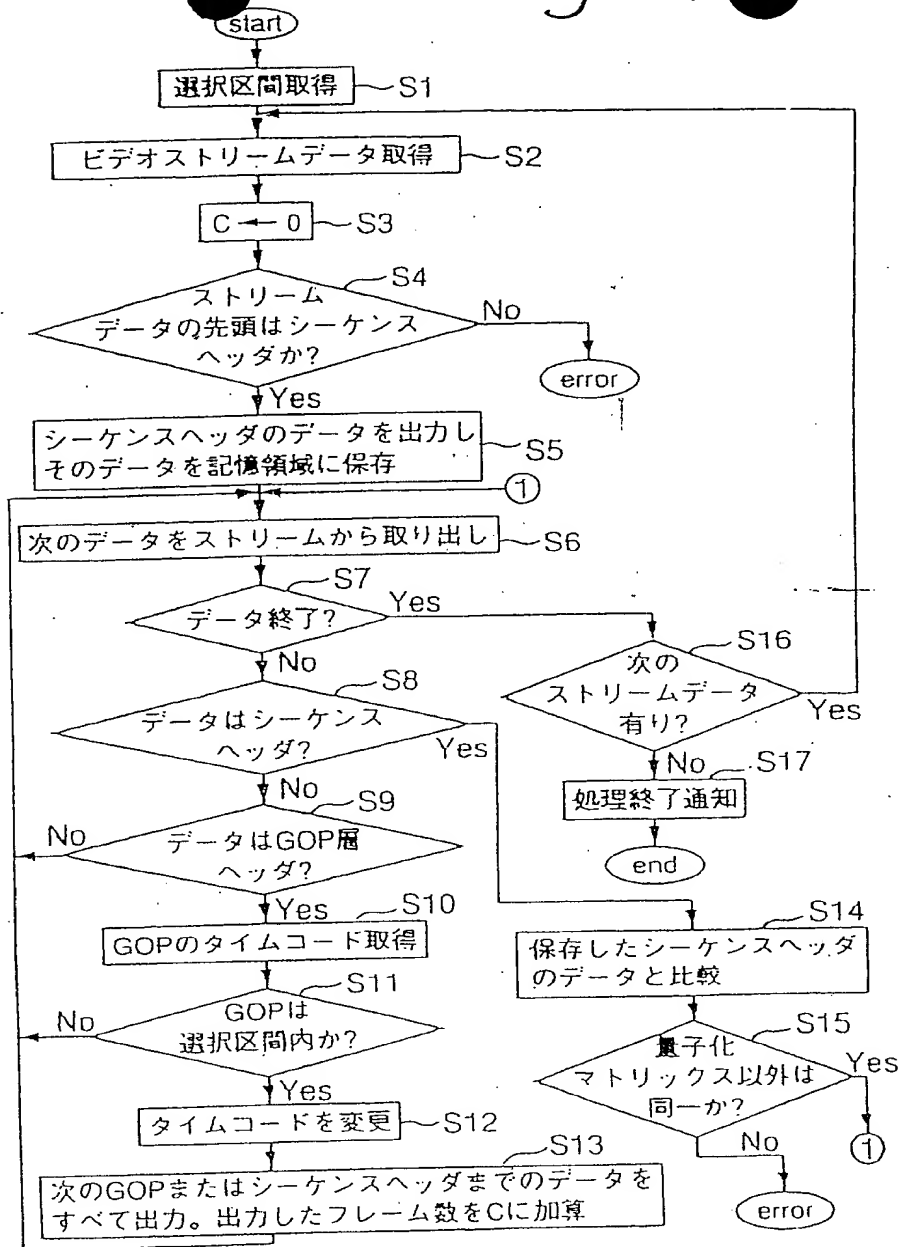 start
選択区間取得
S1
ビデオストリームデータ取得
S2
C ← 0
S3
S4
ストリーム
データの先頭はシーケンス
ヘッダか?
No
error
Yes
シーケンスヘッダのデータを出力し
そのデータを記憶領域に保存
S5
①
次のデータをストリームから取り出し
S6
S7
データ終了?
Yes
No
S16
次の
ストリームデータ
有り?
Yes
No
S17
処理終了通知
end
S8
データはシーケンス
ヘッダ?
Yes
No
S9
データはGOP層
ヘッダ?
No
Yes
S10
GOPのタイムコード取得
S11
GOPは
選択区間内か?
No
Yes
タイムコードを変更
S12
S13
次のGOPまたはシーケンスヘッダまでのデータを
すべて出力。出力したフレーム数をCに加算
S14
保存したシーケンスヘッダ
のデータと比較
S15
量子化
マトリックス以外は
同一か?
Yes
①
No
error